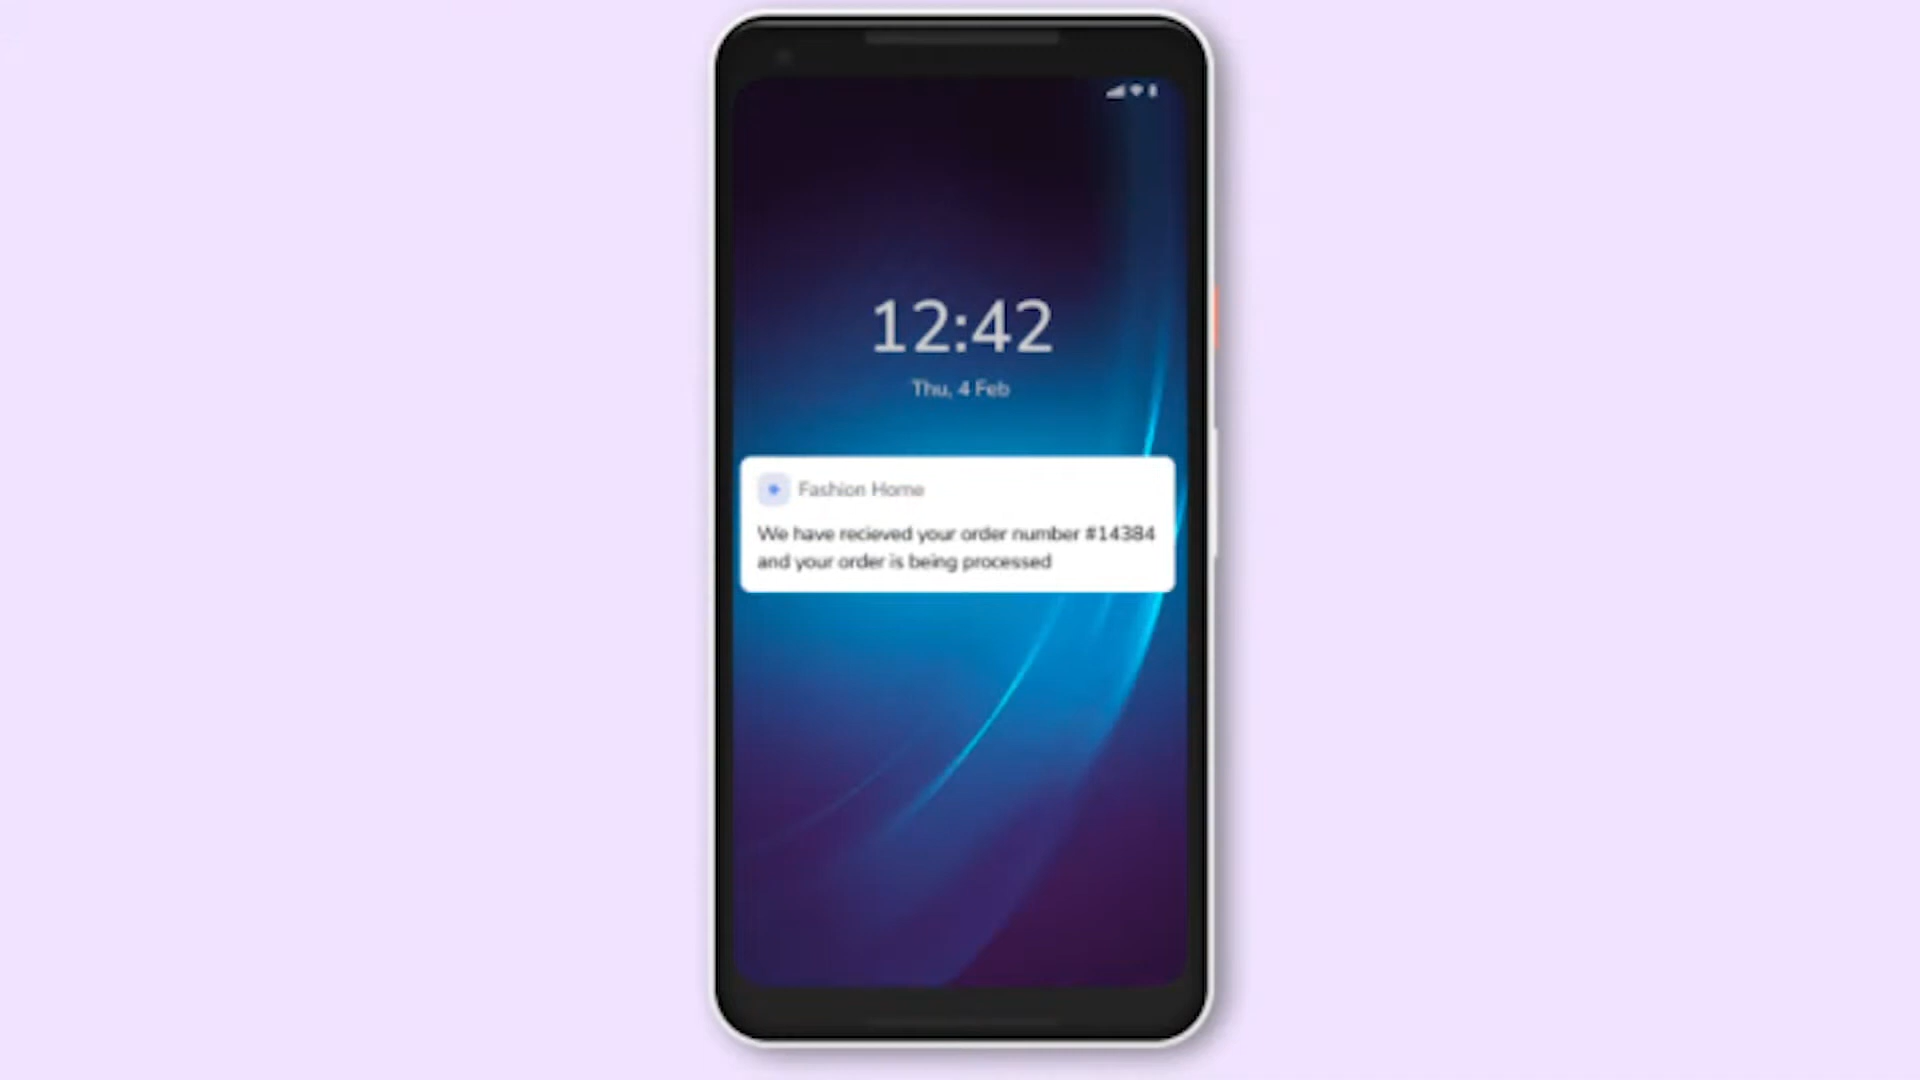 12:42
Thu, 4 Feb
Fashion Home
We have recieved your order number #14384
and your order is being processed